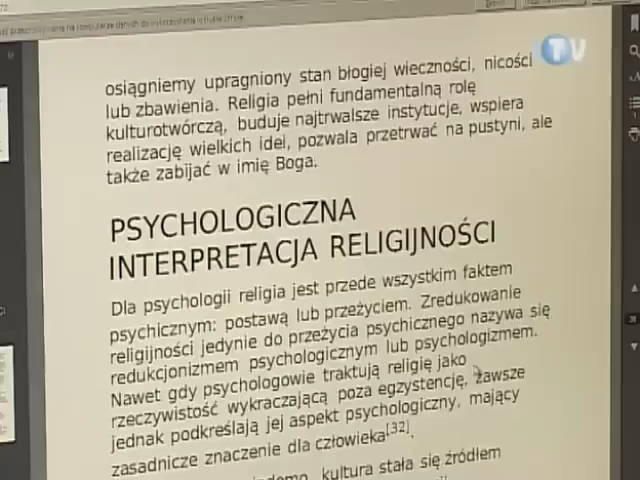 TV
osiągniemy upragniony stan błogiej wieczności, nicości
lub zbawienia. Religia pełni fundamentalną rolę
kulturotwórczą, buduje najtrwalsze instytucje, wspiera
realizację wielkich idei, pozwala przetrwać na pustyni, ale
także zabijać w imię Boga.
PSYCHOLOGICZNA
INTERPRETACJA RELIGIJNOŚCI
Dla psychologii religia jest przede wszystkim faktem
psychicznym: postawą lub przeżyciem. Zredukowanie
religijności jedynie do przeżycia psychicznego nazywa się
redukcjonizmem psychologicznym lub psychologizmem.
Nawet gdy psychologowie traktują religię jako
rzeczywistość wykraczającą poza egzystencję, zawsze
jednak podkreślają jej aspekt psychologiczny, mający
zasadnicze znaczenie dla człowieka[32].
kultura stała się źródłem